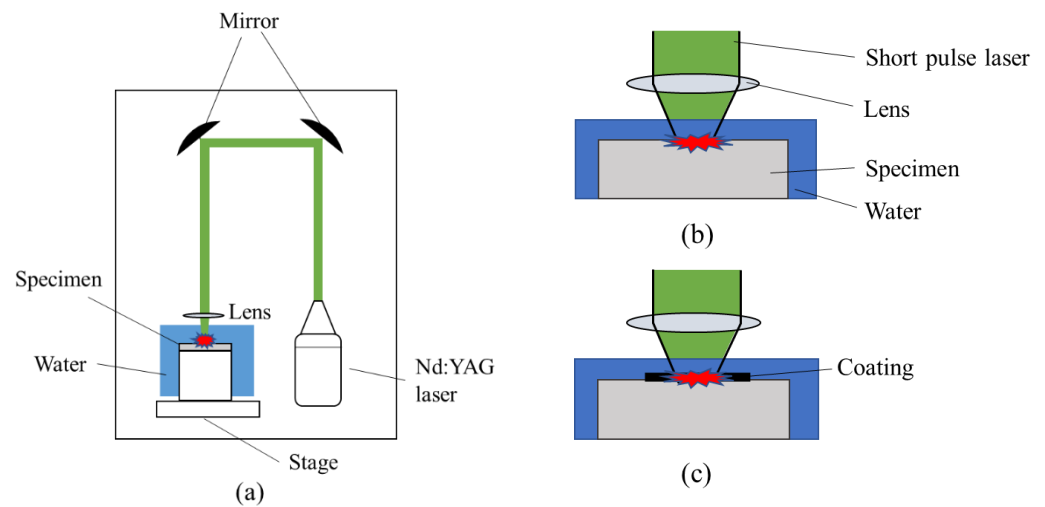 Mirror
Specimen
Lens
Water
Nd:YAG
laser
Stage
(a)
Short pulse laser
Lens
Specimen
Water
(b)
Coating
(c)